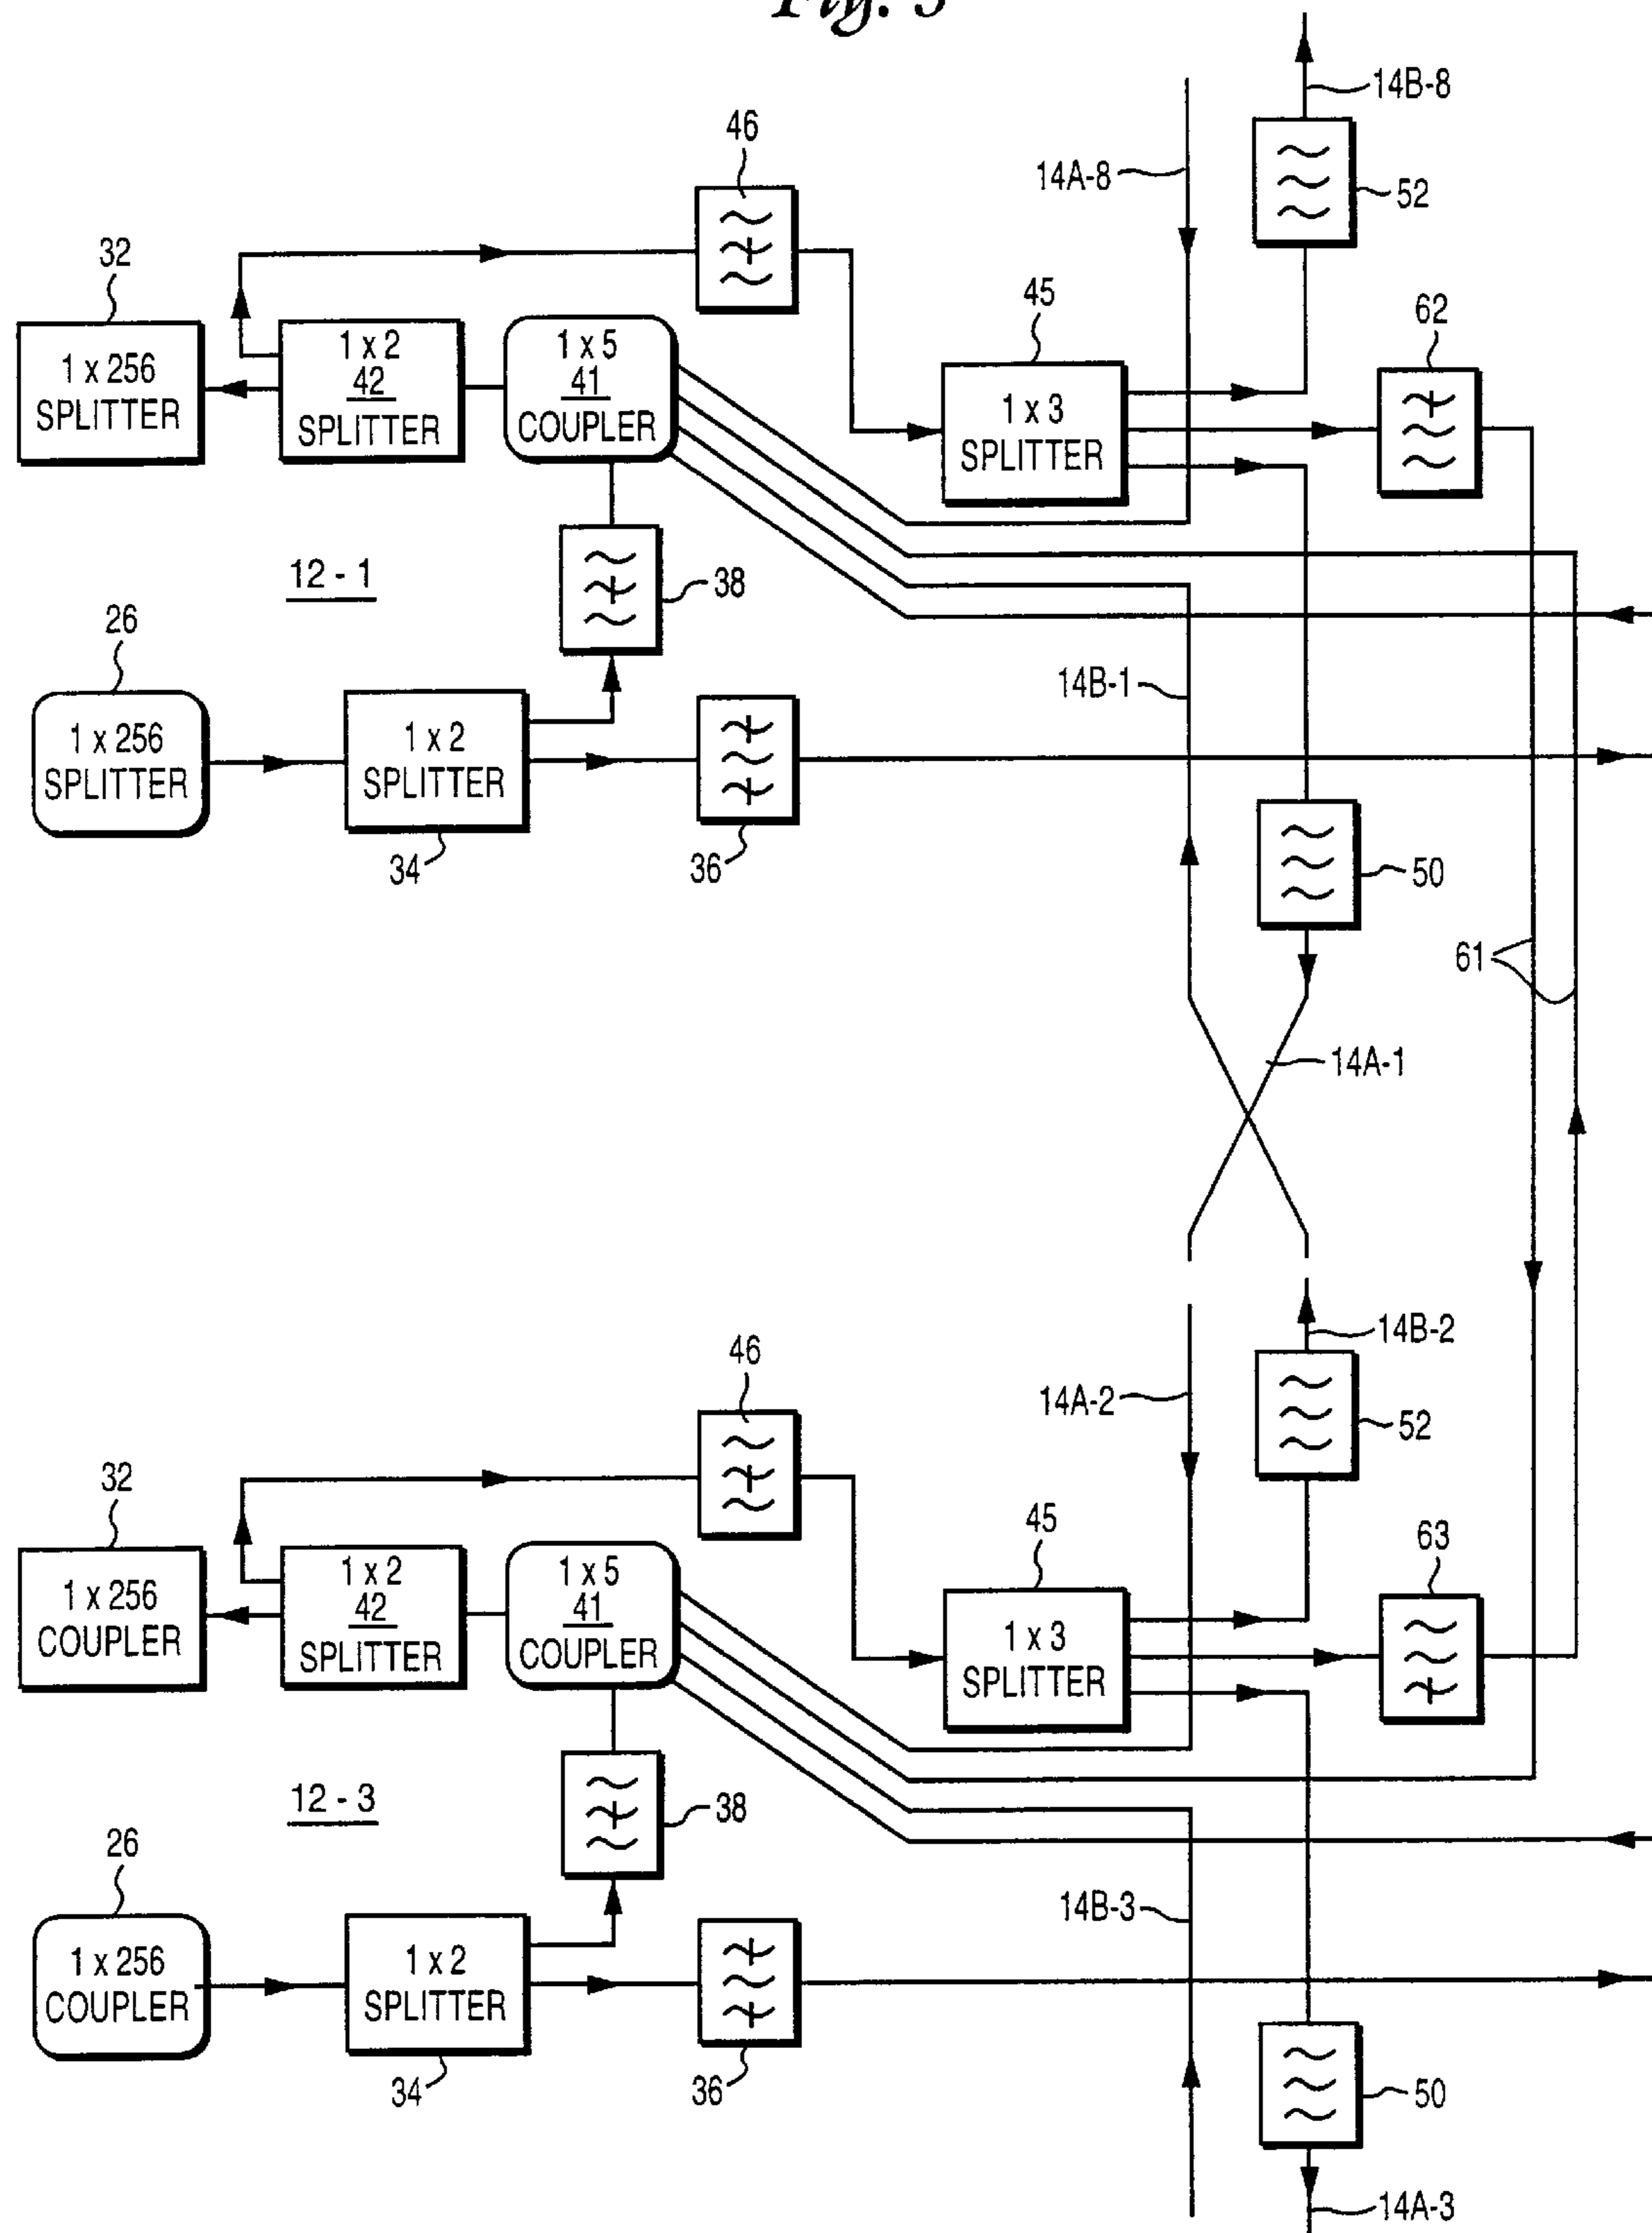 Fig. 5
14B-8
46
14A-8
52
32
45
62
1 x 256
SPLITTER
1 x 2
42
SPLITTER
1 x 5
41
COUPLER
1 x 3
SPLITTER
12 - 1
38
26
14B-1
1 x 256
SPLITTER
1 x 2
SPLITTER
34
36
50
61
14A-1
14B-2
46
14A-2
52
32
45
63
1 x 256
COUPLER
1 x 2
42
SPLITTER
1 x 5
41
COUPLER
1 x 3
SPLITTER
12 - 3
38
26
14B-3
1 x 256
COUPLER
1 x 2
SPLITTER
34
36
50
14A-3